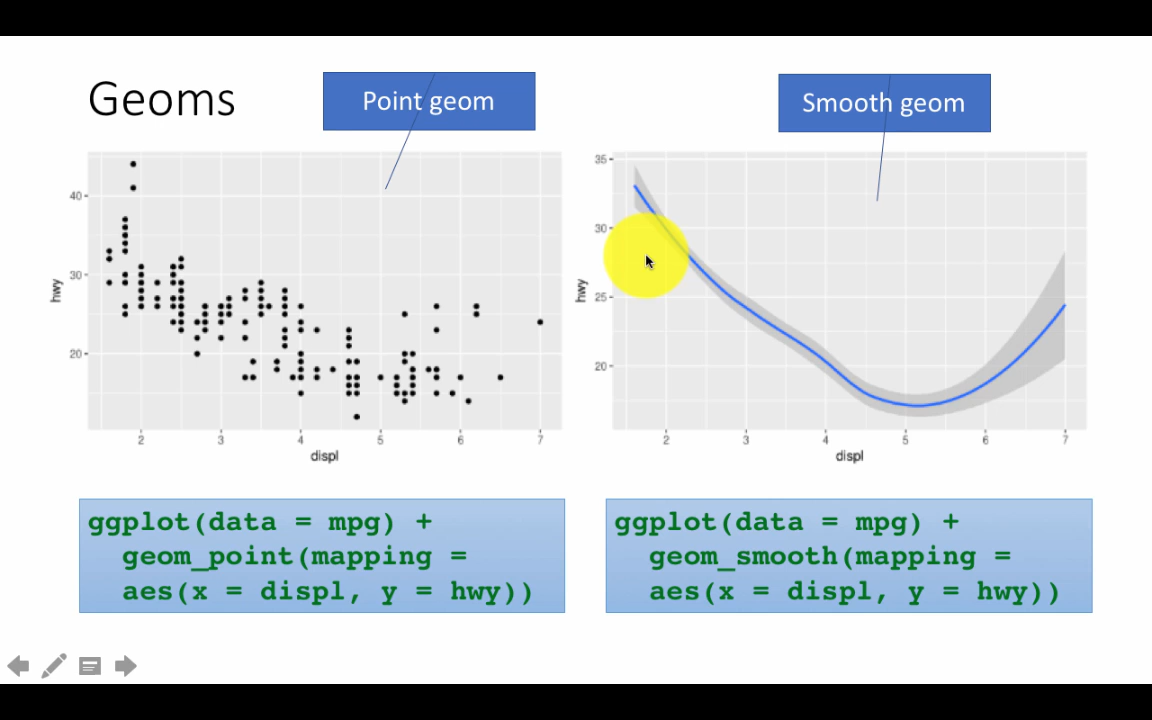 Geoms
Point geom
Smooth geom
40
30
20
hwy
2 3 4 5 6 7
displ
35
30
25
20
hwy
2 3 4 5 6 7
displ
ggplot(data = mpg) +
geom_point(mapping =
aes(x = displ, y = hwy))
ggplot(data = mpg) +
geom_smooth(mapping =
aes(x = displ, y = hwy))